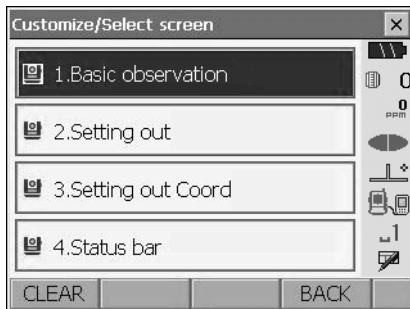 Customize/Select screen
1.Basic observation
0
0
ppm
2.Setting out
3.Setting out Coord
1
4.Status bar
CLEAR
BACK